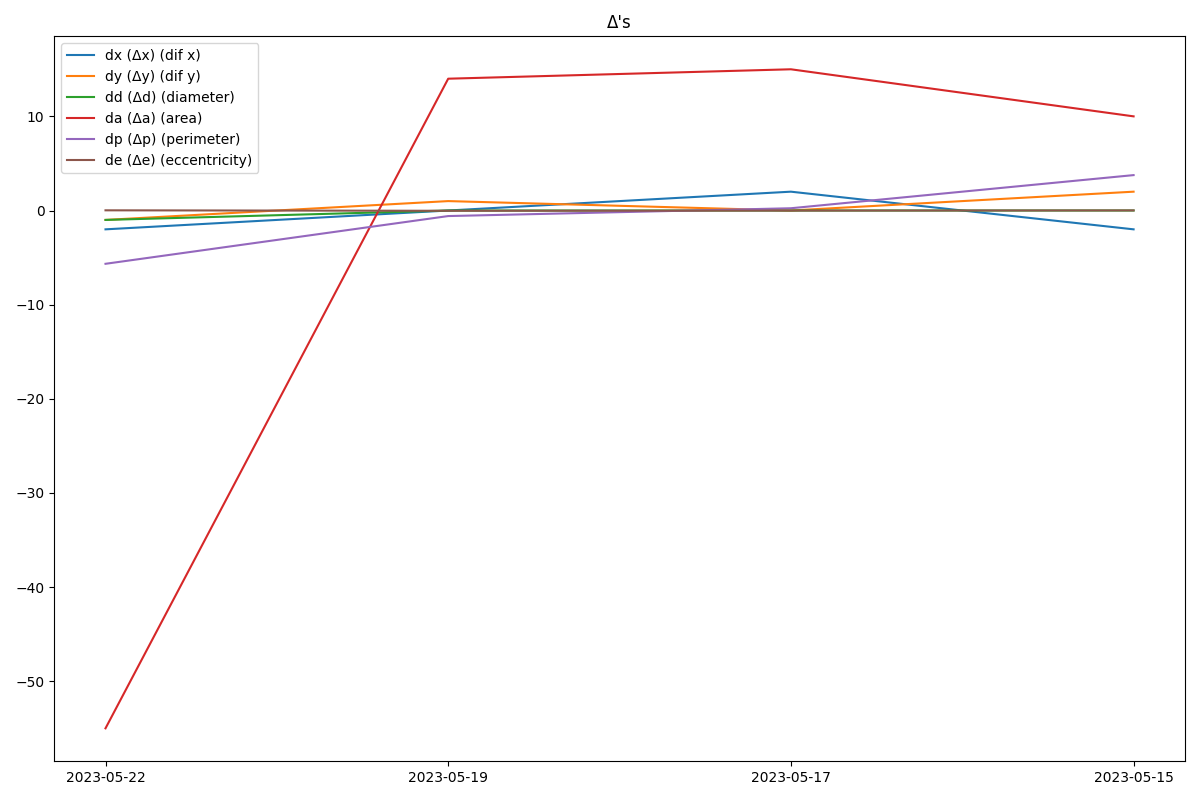 Δ's
dx (Δx) (dif x)
dy (Δy) (dif y)
dd (Δd) (diameter)
da (Δa) (area)
dp (Δp) (perimeter)
de (Δe) (eccentricity)
10
0
−10
−20
−30
−40
−50
2023-05-22 2023-05-19 2023-05-17 2023-05-15